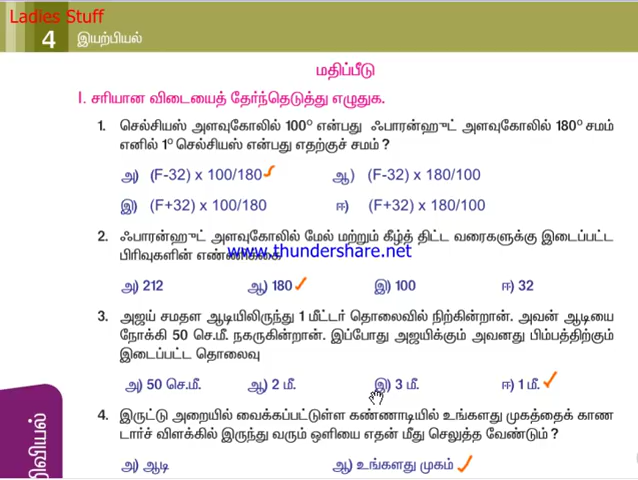 Ladies Stuff
4 இயற்பியல்
மதிப்பீடு
I. சரியான விடையைத் தேர்ந்தெடுத்து எழுதுக.
1. செல்சியஸ் அளவுகோலில் 100° என்பது ஃபாரன்ஹுட் அளவுகோலில் 180° சமம்
எனில் 1° செல்சியஸ் என்பது எதற்குச் சமம் ?
அ) (F-32) x 100/180 ஆ) (F-32) x 180/100
இ) (F+32) x 100/180 ஈ) (F+32) x 180/100
2. ஃபாரன்ஹுட் அளவுகோலில் மேல் மற்றும் கீழ்த் திட்ட வரைகளுக்கு இடைப்பட்ட
பிரிவுகளின் எண்ணிக்கை
www.thundershare.net
அ) 212 ஆ) 180 இ) 100 ஈ) 32
3. அஜய் சமதள ஆடியிலிருந்து 1 மீட்டர் தொலைவில் நிற்கின்றான். அவன் ஆடியை
நோக்கி 50 செ.மீ. நகருகின்றான். இப்போது அஜயிக்கும் அவனது பிம்பத்திற்கும்
இடைப்பட்ட தொலைவு
அ) 50 செ.மீ. ஆ) 2 மீ. இ) 3 மீ. ஈ) 1 மீ.
4. இருட்டு அறையில் வைக்கப்பட்டுள்ள கண்ணாடியில் உங்களது முகத்தைக் காண
டார்ச் விளக்கில் இருந்து வரும் ஒளியை எதன் மீது செலுத்த வேண்டும் ?
அ) ஆடி ஆ) உங்களது முகம்
றிவியல்